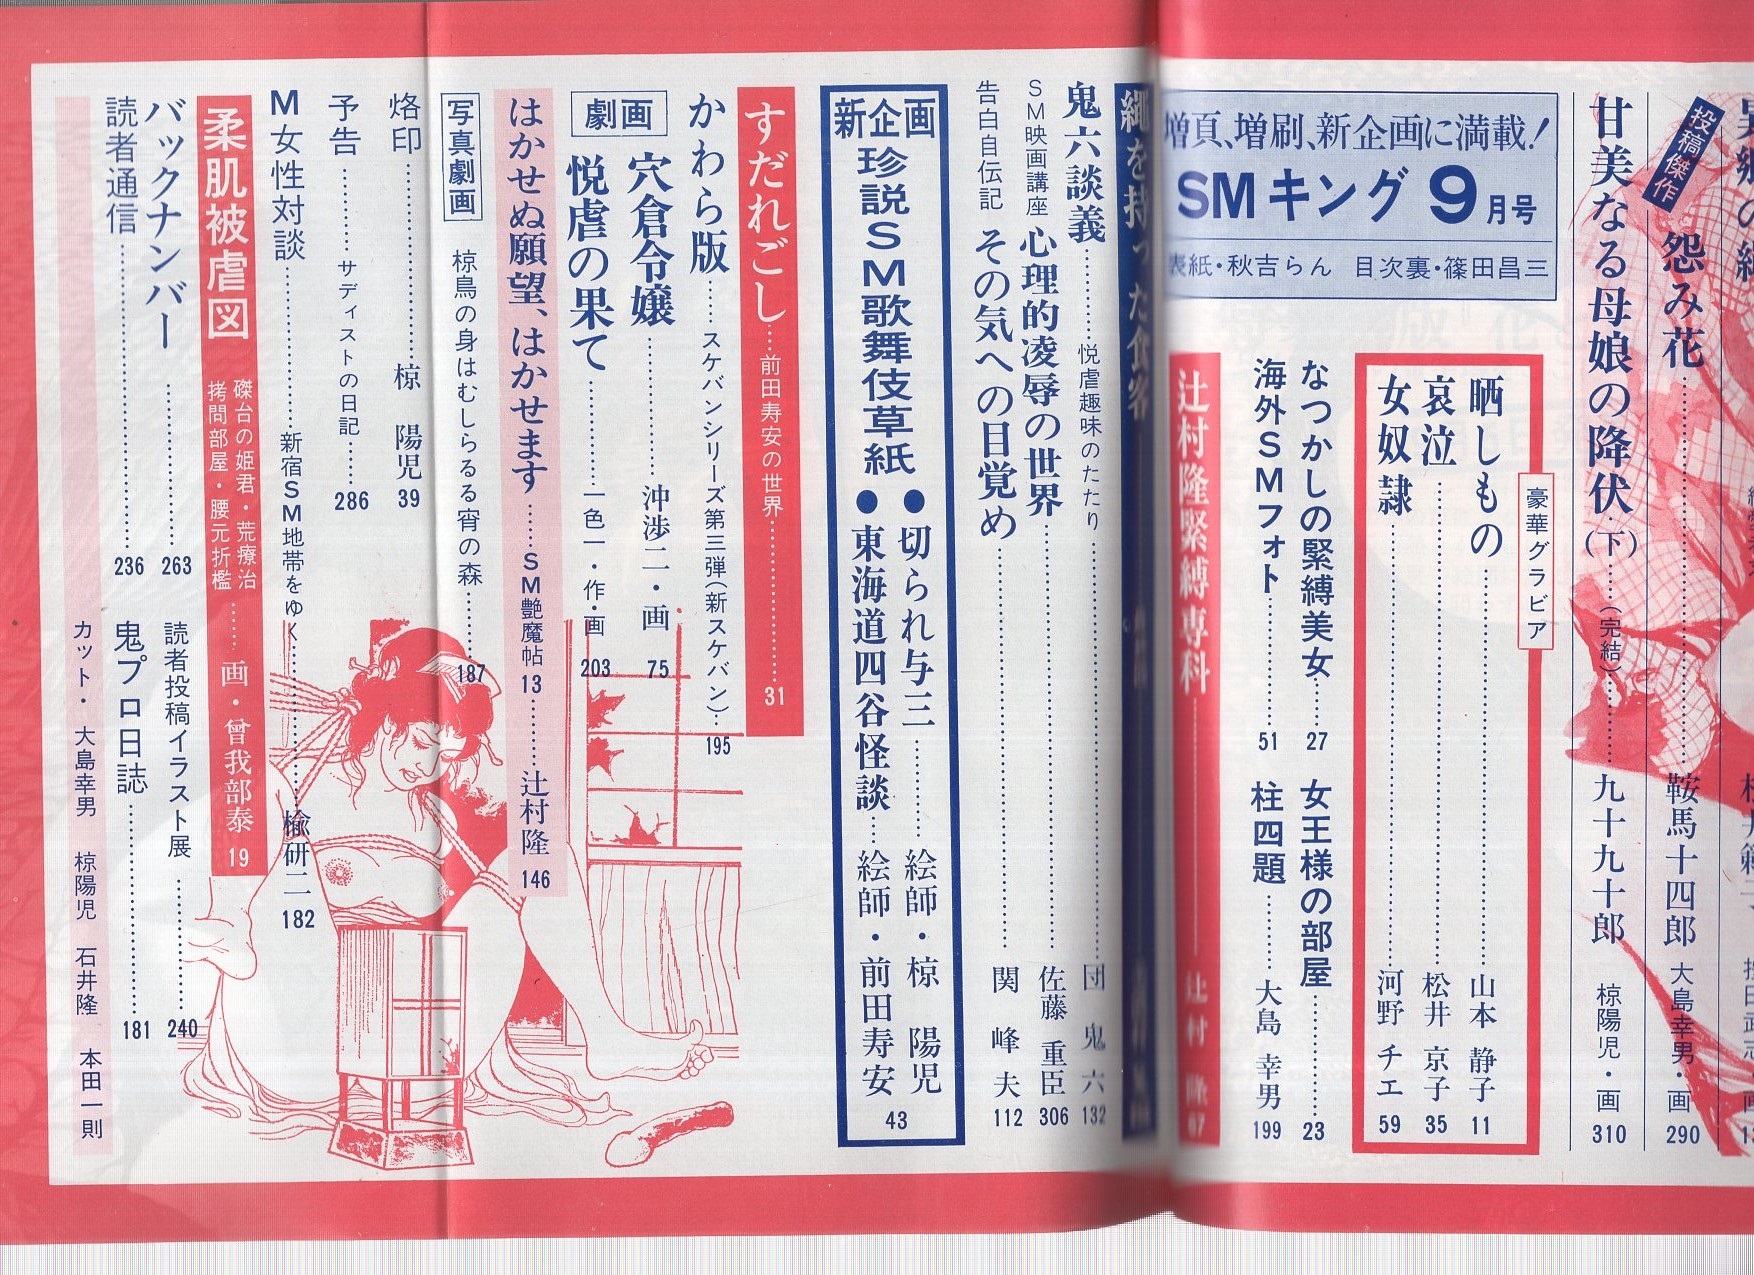 投稿傑作
怨み花
鞍馬十四郎
大島幸男・画
290
甘美なる母娘の降伏(下)
(完結)
九十九十郎
椋陽児・画
310
増頁、増刷、新企画に満載!
SMキング9月号
表紙・秋吉らん 目次裏・篠田昌三
豪華グラビア
晒しもの 山本 静子 11
哀泣 松井 京子 35
女奴隷 河野 チエ 59
なつかしの緊縛美女 27
女王様の部屋 23
海外SMフォト 51
柱四題 大島 幸男 199
辻村隆緊縛専科 辻村 隆 67
縄を持った食客
鬼六談義 悦虐趣味のたたり 団 鬼 六 132
SM映画講座 心理的凌辱の世界 佐藤 重臣 306
告白自伝記 その気への目覚め 関 峰 夫 112
新企画
珍説SM歌舞伎草紙
●切られ与三 絵師・椋 陽児
●東海道四谷怪談 絵師・前田寿安
43
すだれごし 前田寿安の世界 31
かわら版 スケバンシリーズ第三弾(新スケバン) 195
劇画
穴倉令嬢 沖渉二・画 75
悦虐の果て 一色一・作・画 203
はかせぬ願望、はかせます SM艶魔帖 13 辻村隆 146
写真劇画 椋鳥の身はむしらるる宵の森 187
烙印 椋 陽児 39
予告 サディストの日記 286
M女性対談 新宿SM地帯をゆく 楡研二 182
柔肌被虐図
磔台の姫君・荒療治
拷問部屋・腰元折檻
画・曾我部泰 19
バックナンバー 263
読者投稿イラスト展 240
読者通信 236
鬼プロ日誌 181
カット・大島幸男 椋陽児 石井隆 本田一則